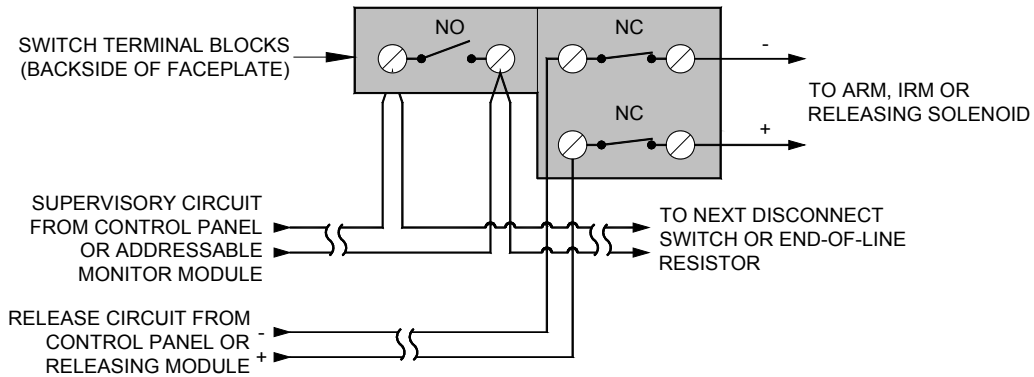 SWITCH TERMINAL BLOCKS
(BACKSIDE OF FACEPLATE)
NO
NC
-
TO ARM, IRM OR
RELEASING SOLENOID
NC
+
SUPERVISORY CIRCUIT
FROM CONTROL PANEL
OR ADDRESSABLE
MONITOR MODULE
TO NEXT DISCONNECT
SWITCH OR END-OF-LINE
RESISTOR
RELEASE CIRCUIT FROM
CONTROL PANEL OR
RELEASING MODULE
-
+